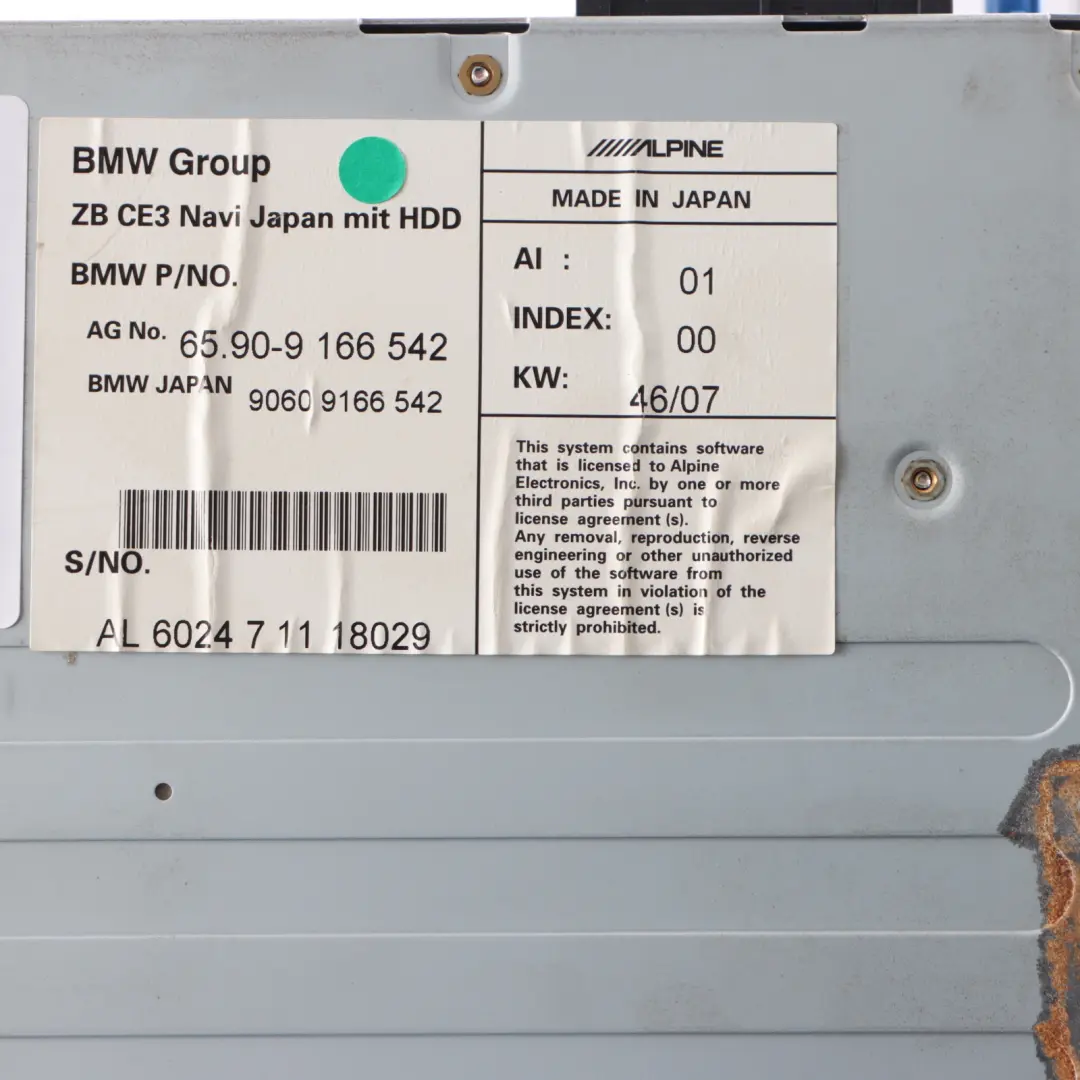 BMW Group
ZB CE3 Navi Japan mit HDD
BMW P/NO.
AG No. 65.90-9 166 542
BMW JAPAN 9060 9166 542
S/NO.
AL 6024 7 11 18029
ALPINE
MADE IN JAPAN
AI : 01
INDEX: 00
KW: 46/07
This system contains software
that is licensed to Alpine
Electronics, Inc. by one or more
third parties pursuant to
license agreement (s).
Any removal, reproduction, reverse
engineering or other unauthorized
use of the software from
this system in violation of the
license agreement (s) is
strictly prohibited.